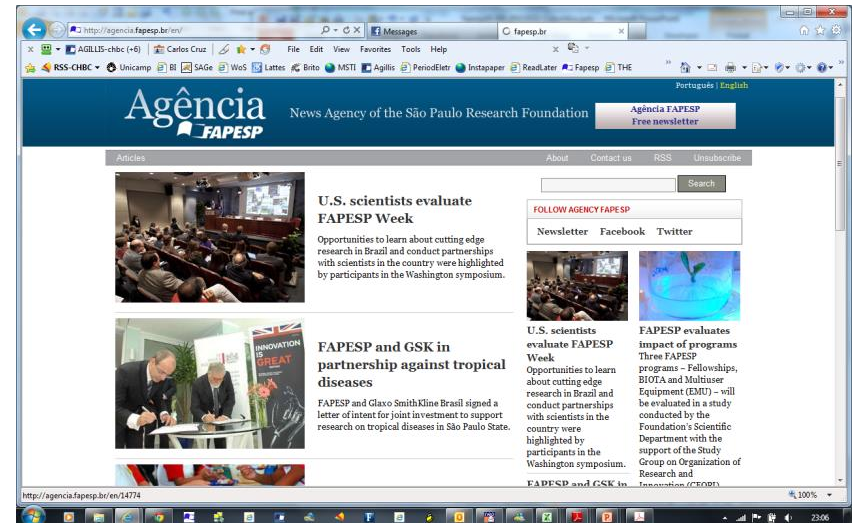 http://agencia.fapesp.br/en/
Messages
fapesp.br
AGILLIS-chbc (+6)
Carlos Cruz
File Edit View Favorites Tools Help
RSS-CHBC
Unicamp
BI
SAGe
WoS
Lattes
Brito
MSTI
Agillis
PeriodEletr
Instapaper
ReadLater
Fapesp
THE
Português | English
Agência
FAPESP
News Agency of the São Paulo Research Foundation
Agência FAPESP
Free newsletter
Articles
About Contact us RSS Unsubscribe
Search
U.S. scientists evaluate
FAPESP Week
Opportunities to learn about cutting edge
research in Brazil and conduct partnerships
with scientists in the country were highlighted
by participants in the Washington symposium.
INNOVATION
IS
GREAT
FAPESP and GSK in
partnership against tropical
diseases
FAPESP and Glaxo SmithKline Brasil signed a
letter of intent for joint investment to support
research on tropical diseases in São Paulo State.
FOLLOW AGENCY FAPESP
Newsletter Facebook Twitter
U.S. scientists
evaluate FAPESP
Week
Opportunities to learn
about cutting edge
research in Brazil and
conduct partnerships
with scientists in the
country were
highlighted by
participants in the
Washington symposium.
FAPESP and GSK in
FAPESP evaluates
impact of programs
Three FAPESP
programs – Fellowships,
BIOTA and Multiuser
Equipment (EMU) – will
be evaluated in a study
conducted by the
Foundation's Scientific
Department with the
support of the Study
Group on Organization of
Research and
Innovation (GEOPI)
http://agencia.fapesp.br/en/14774
100%
23:06